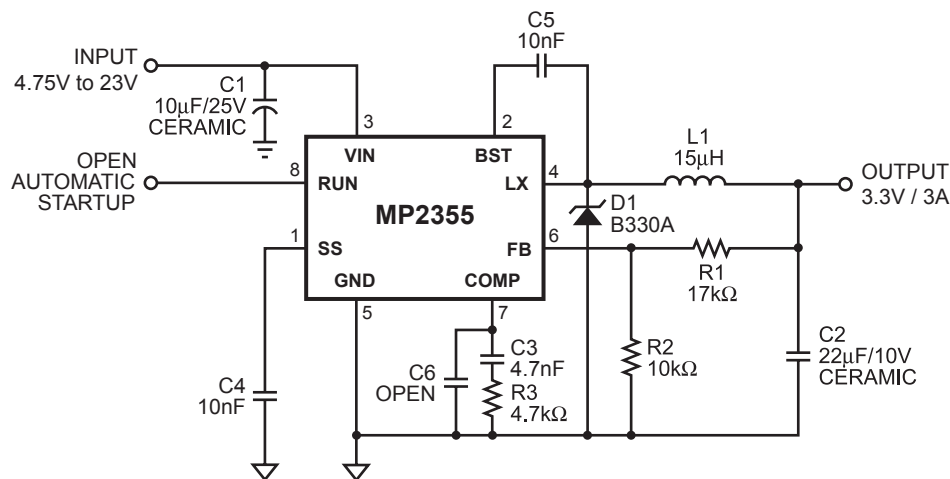 C5
10nF
INPUT
4.75V to 23V
C1
10µF/25V
CERAMIC
3
2
VIN
BST
L1
15µH
OPEN
AUTOMATIC
STARTUP
8
RUN
LX
4
OUTPUT
3.3V / 3A
MP2355
D1
B330A
1
SS
FB
6
R1
17kΩ
GND
COMP
5
7
C3
4.7nF
C6
OPEN
R3
4.7kΩ
R2
10kΩ
C2
22µF/10V
CERAMIC
C4
10nF